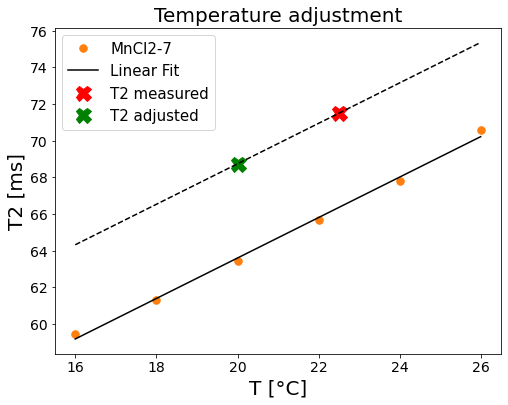 Temperature adjustment
MnCl2-7
Linear Fit
T2 measured
T2 adjusted
T2 [ms]
76
74
72
70
68
66
64
62
60
16 18 20 22 24 26
T [°C]